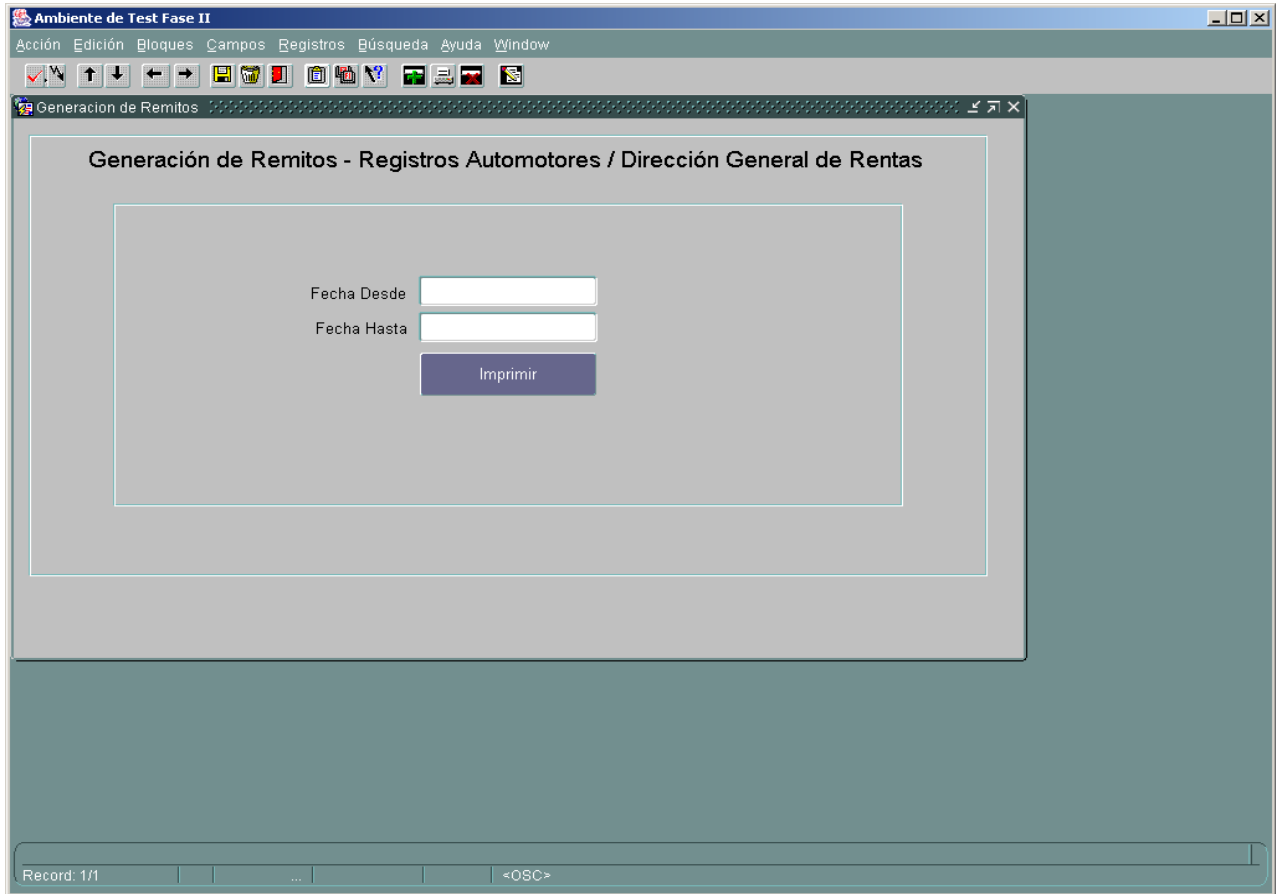 Ambiente de Test Fase II
Acción Edición Bloques Campos Registros Búsqueda Ayuda Window
Generacion de Remitos
Generación de Remitos - Registros Automotores / Dirección General de Rentas
Fecha Desde
Fecha Hasta
Imprimir
Record: 1/1 ... <OSC>